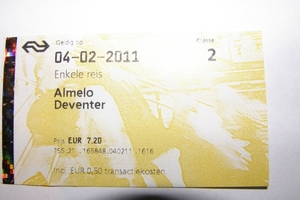 Geldig op
Klasse
04-02-2011
2
Enkele reis
Almelo
Deventer
Prijs EUR 7.20
Incl. EUR 0,50 transactiekosten